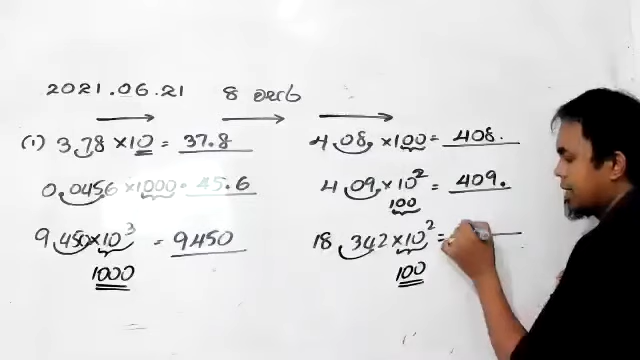 2021.06.21
(1) 3.78 ×10 = 37.8
0.0456 ×1000 = 45.6
9.450×10³ = 9450
1000
4.08 ×100 = 408.
4.09 ×10² = 409.
100
18.342 ×10² =
100